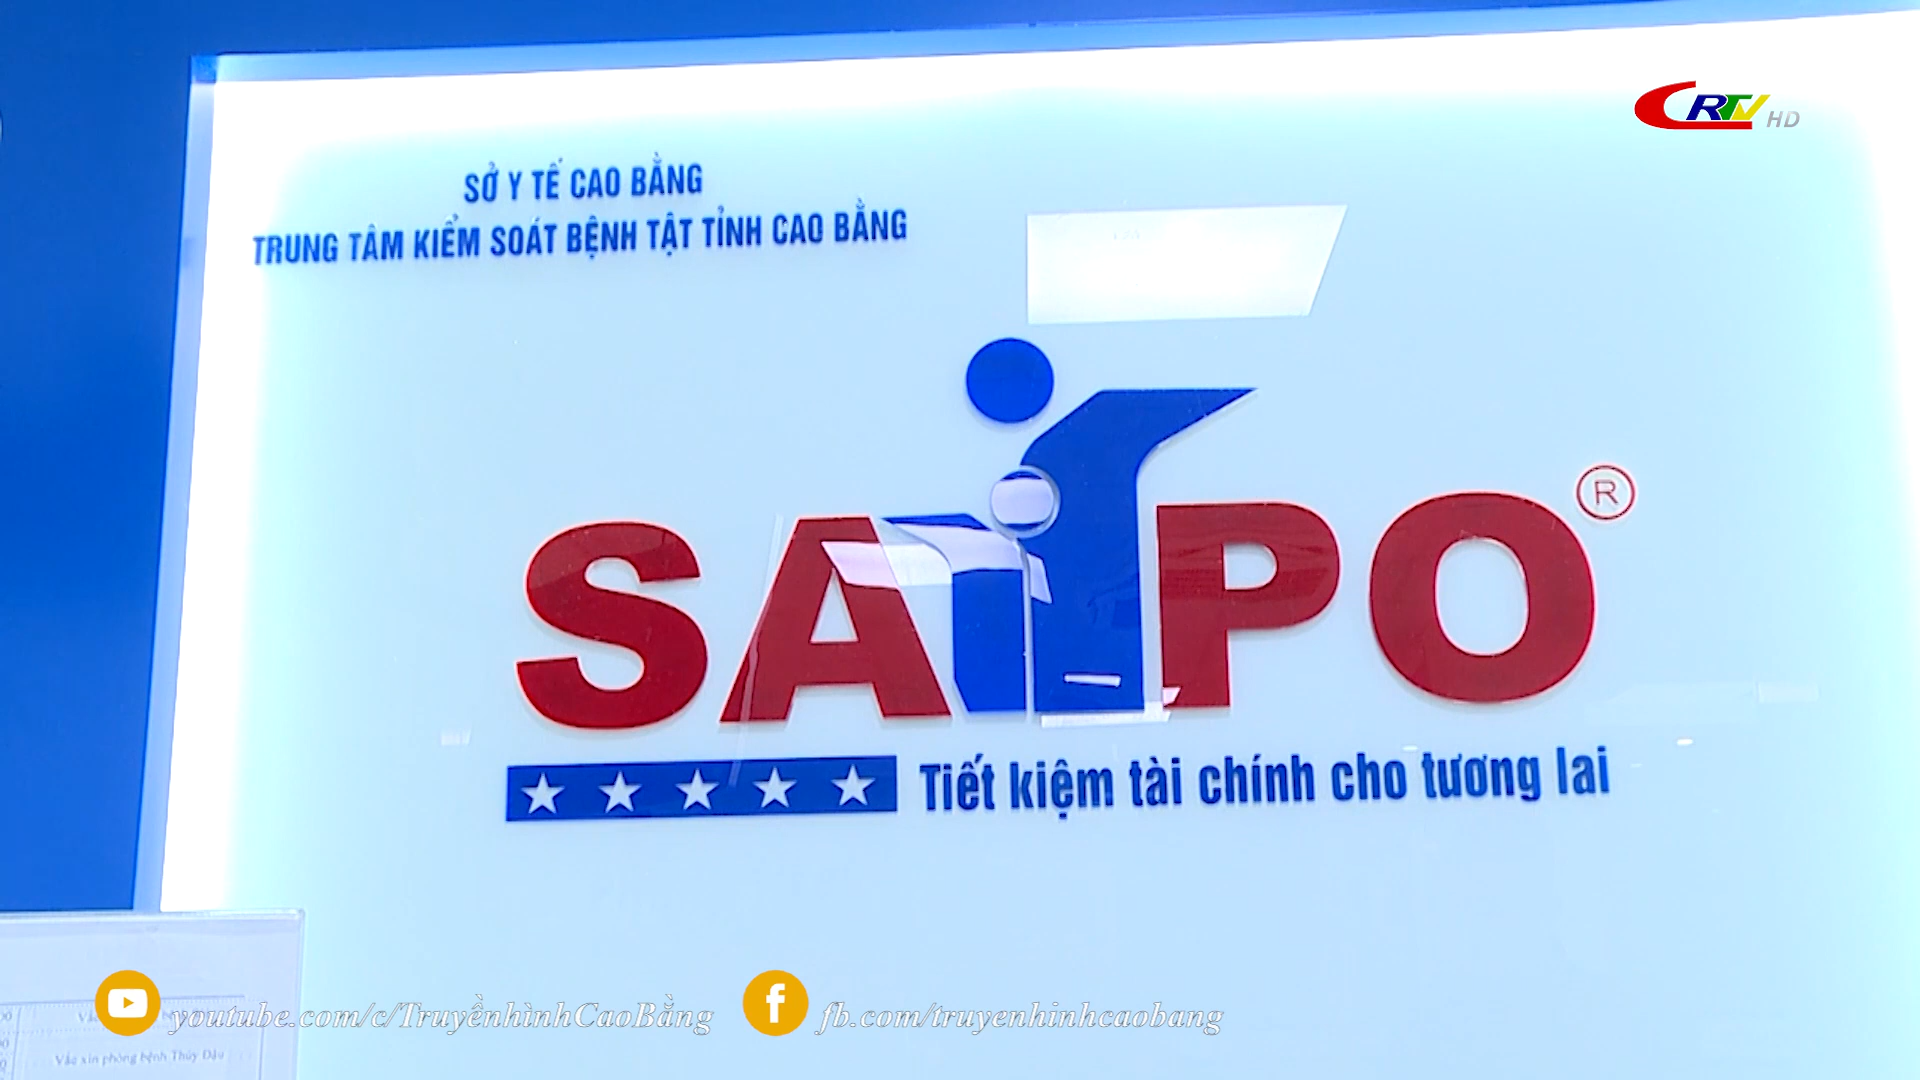 CRTV HD
SỞ Y TẾ CAO BẰNG
TRUNG TÂM KIỂM SOÁT BỆNH TẬT TỈNH CAO BẰNG
SAIPO ®
Tiết kiệm tài chính cho tương lai
youtube.com/c/TruyềnhìnhCaoBằng
fb.com/truyenhinhcaobang
Vắc xin phòng bệnh Thủy Đậu